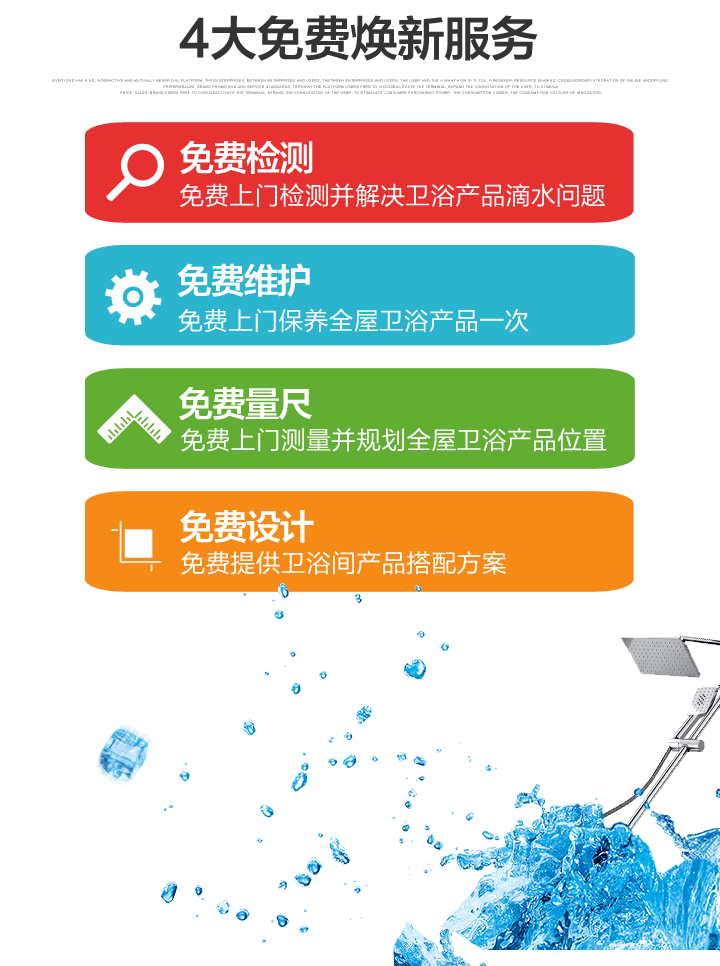 4大免费焕新服务
免费检测
免费上门检测并解决卫浴产品滴水问题
免费维护
免费上门保养全屋卫浴产品一次
免费量尺
免费上门测量并规划全屋卫浴产品位置
免费设计
免费提供卫浴间产品搭配方案